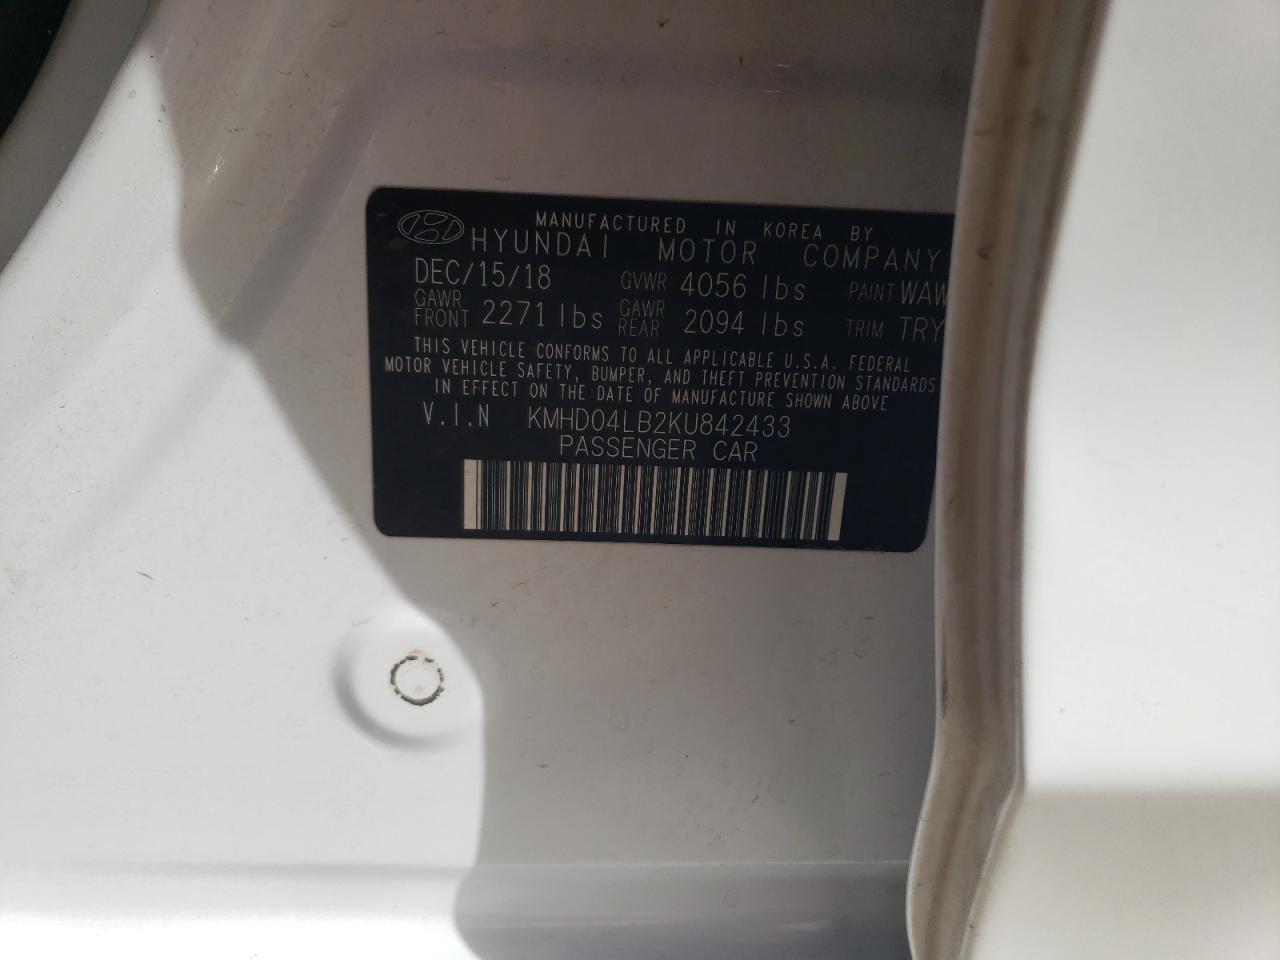 MANUFACTURED IN KOREA BY
HYUNDAI MOTOR COMPANY
DEC/15/18 GVWR 4056 lbs PAINT WAW
GAWR FRONT 2271 lbs GAWR REAR 2094 lbs TRIM TRY
THIS VEHICLE CONFORMS TO ALL APPLICABLE U.S.A. FEDERAL
MOTOR VEHICLE SAFETY, BUMPER, AND THEFT PREVENTION STANDARDS
IN EFFECT ON THE DATE OF MANUFACTURE SHOWN ABOVE
V.I.N KMHD04LB2KU842433
PASSENGER CAR